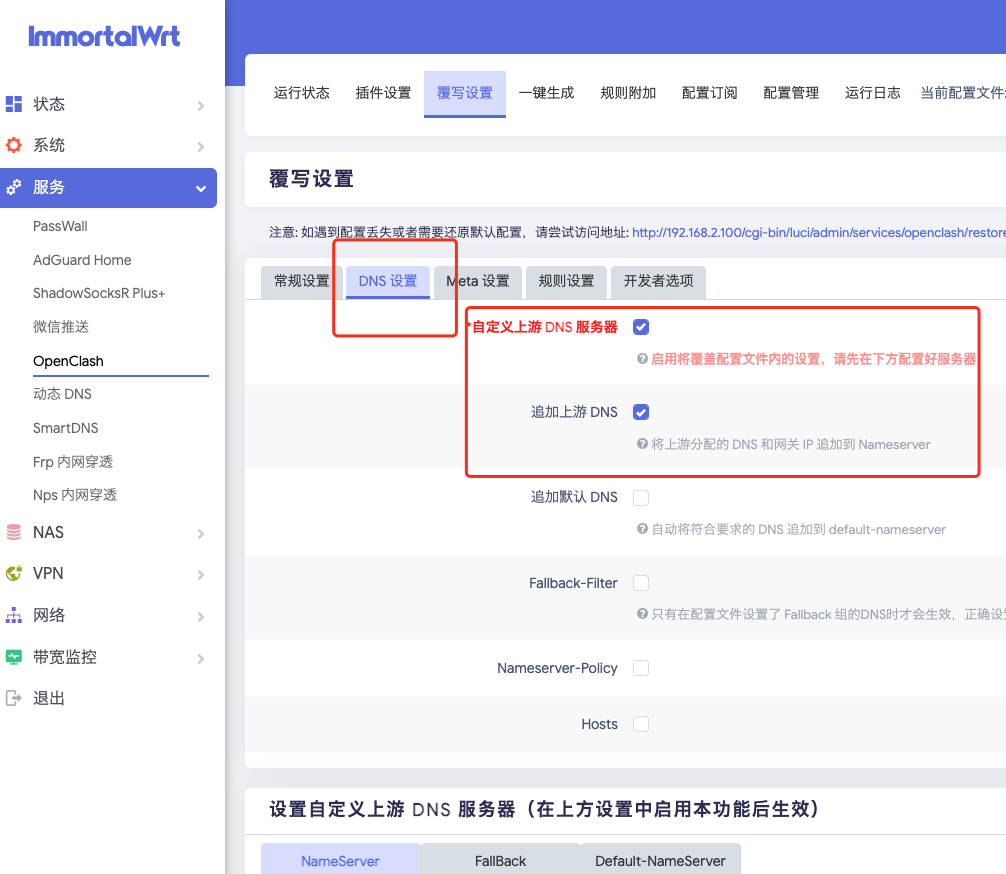 ImmortalWrt
状态
系统
服务
PassWall
AdGuard Home
ShadowSocksR Plus+
微信推送
OpenClash
动态 DNS
SmartDNS
Frp 内网穿透
Nps 内网穿透
NAS
VPN
网络
带宽监控
退出
运行状态 插件设置 覆写设置 一键生成 规则附加 配置订阅 配置管理 运行日志 当前配置文件:
覆写设置
注意: 如遇到配置丢失或者需要还原默认配置，请尝试访问地址: http://192.168.2.100/cgi-bin/luci/admin/services/openclash/restore
常规设置 DNS 设置 Meta 设置 规则设置 开发者选项
*自定义上游 DNS 服务器
启用将覆盖配置文件内的设置，请先在下方配置好服务器
追加上游 DNS
将上游分配的 DNS 和网关 IP 追加到 Nameserver
追加默认 DNS
自动将符合要求的 DNS 追加到 default-nameserver
Fallback-Filter
只有在配置文件设置了 Fallback 组的DNS时才会生效，正确设
Nameserver-Policy
Hosts
设置自定义上游 DNS 服务器（在上方设置中启用本功能后生效）
NameServer FallBack Default-NameServer